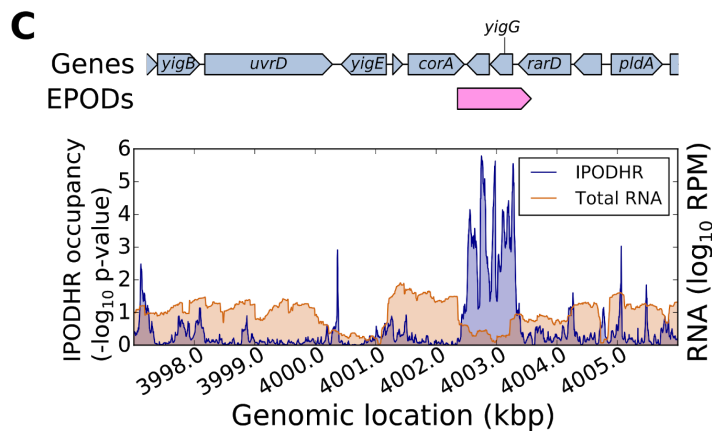 C
yigG
Genes
yigB
uvrD
yigE
corA
rarD
pldA
EPODs
IPODHR occupancy
(-log10 p-value)
6
5
4
3
2
1
0
IPODHR
Total RNA
RNA (log10 RPM)
3998.0
3999.0
4000.0
4001.0
4002.0
4003.0
4004.0
4005.0
Genomic location (kbp)